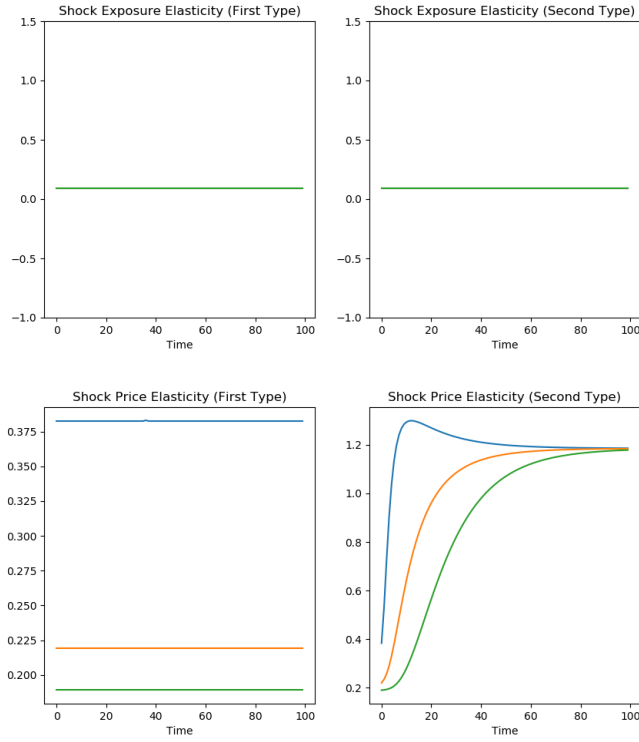 Shock Exposure Elasticity (First Type)
1.5
1.0
0.5
0.0
−0.5
−1.0
0 20 40 60 80 100
Time
Shock Exposure Elasticity (Second Type)
1.5
1.0
0.5
0.0
−0.5
−1.0
0 20 40 60 80 100
Time
Shock Price Elasticity (First Type)
0.375
0.350
0.325
0.300
0.275
0.250
0.225
0.200
0 20 40 60 80 100
Time
Shock Price Elasticity (Second Type)
1.2
1.0
0.8
0.6
0.4
0.2
0 20 40 60 80 100
Time